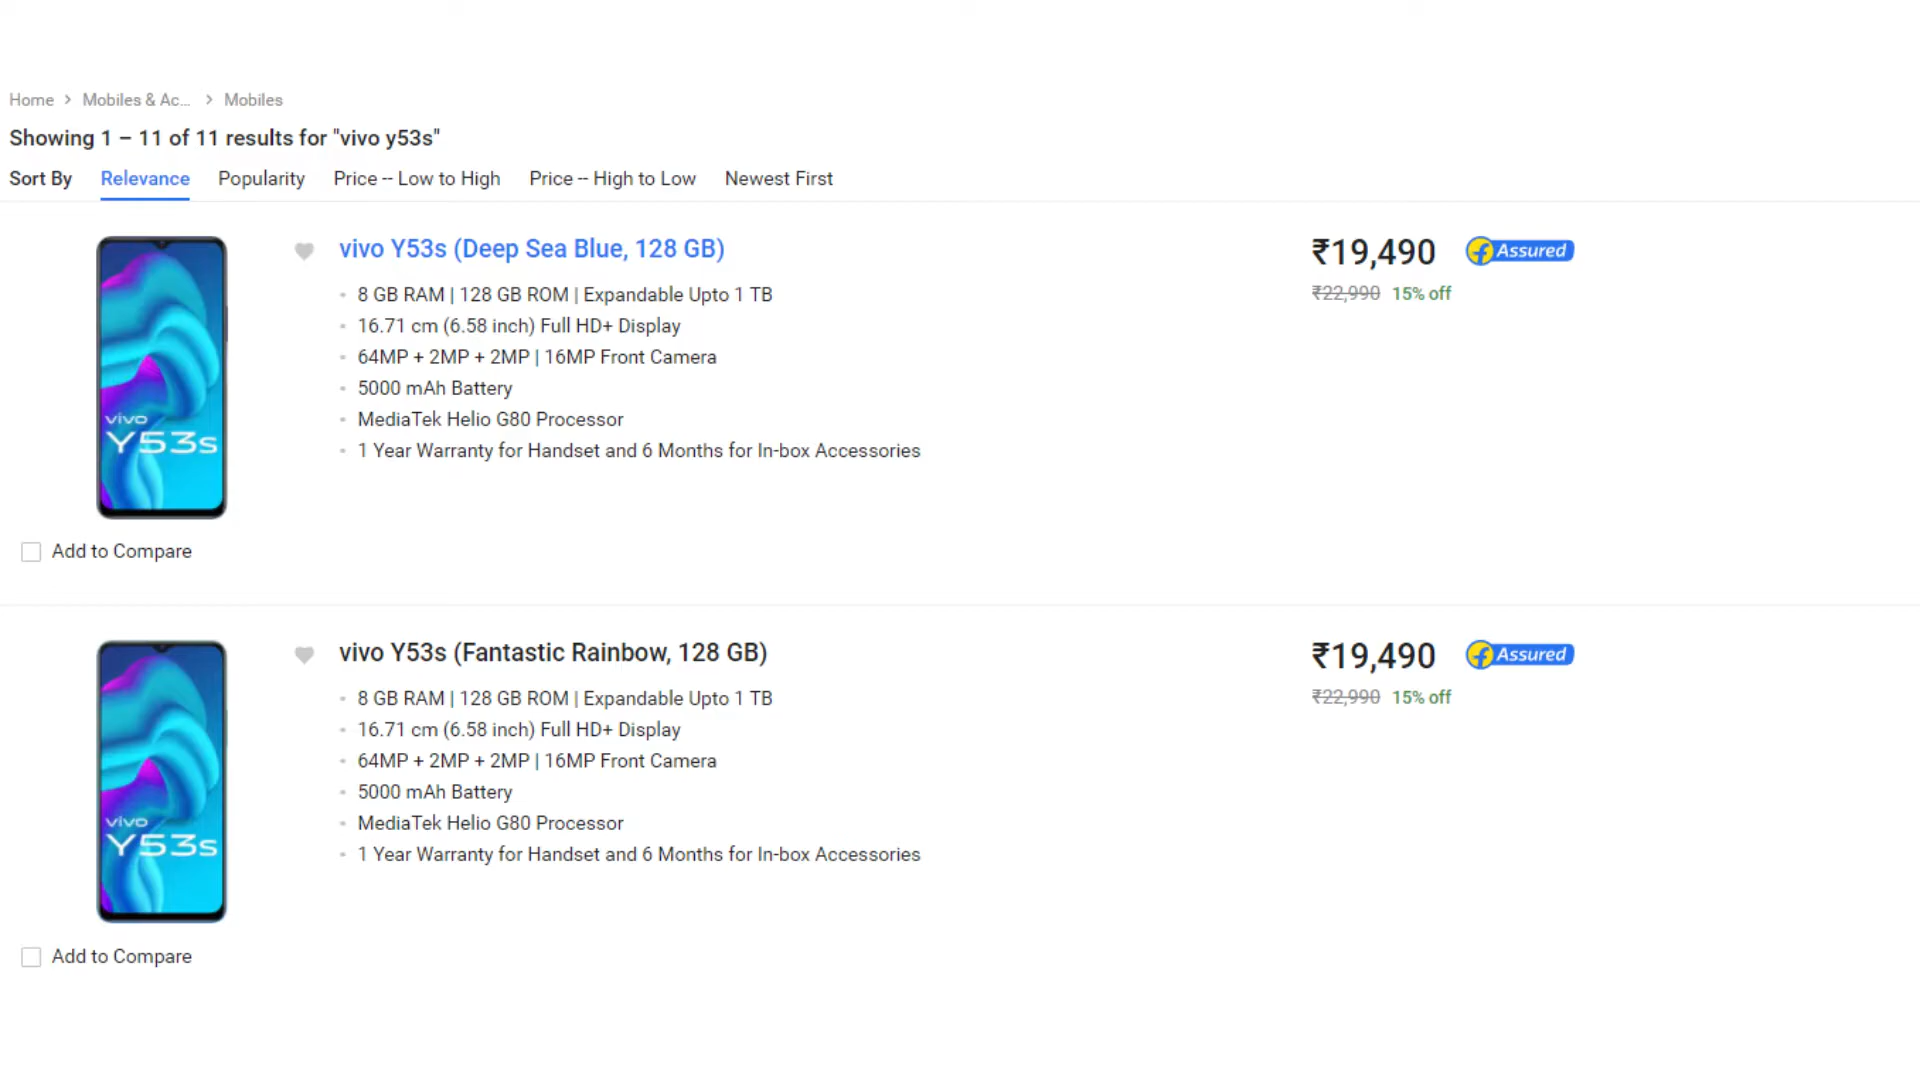 Home > Mobiles & Ac... > Mobiles
Showing 1 – 11 of 11 results for "vivo y53s"
Sort By Relevance Popularity Price -- Low to High Price -- High to Low Newest First
vivo Y53s (Deep Sea Blue, 128 GB)
₹19,490 Assured
8 GB RAM | 128 GB ROM | Expandable Upto 1 TB
₹22,990 15% off
16.71 cm (6.58 inch) Full HD+ Display
64MP + 2MP + 2MP | 16MP Front Camera
5000 mAh Battery
MediaTek Helio G80 Processor
1 Year Warranty for Handset and 6 Months for In-box Accessories
vivo
Y53s
Add to Compare
vivo Y53s (Fantastic Rainbow, 128 GB)
₹19,490 Assured
8 GB RAM | 128 GB ROM | Expandable Upto 1 TB
₹22,990 15% off
16.71 cm (6.58 inch) Full HD+ Display
64MP + 2MP + 2MP | 16MP Front Camera
5000 mAh Battery
MediaTek Helio G80 Processor
1 Year Warranty for Handset and 6 Months for In-box Accessories
vivo
Y53s
Add to Compare